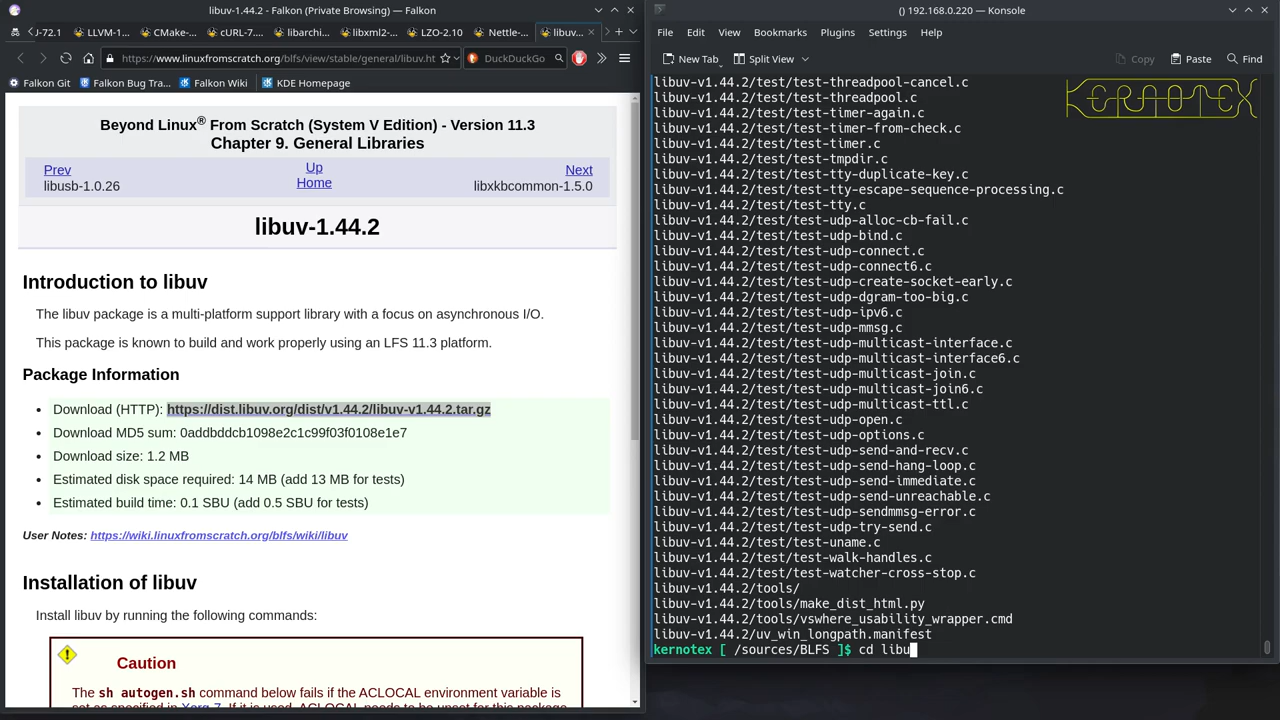 libuv-1.44.2 - Falkon (Private Browsing) — Falkon
J-72.1
LLVM-1...
CMake-...
cURL-7....
libarchi...
libxml2-...
LZO-2.10
Nettle-...
libuv...
https://www.linuxfromscratch.org/blfs/view/stable/general/libuv.ht
DuckDuckGo
Falkon Git
Falkon Bug Tra...
Falkon Wiki
KDE Homepage
Beyond Linux® From Scratch (System V Edition) - Version 11.3
Chapter 9. General Libraries
Prev
Up
Next
libusb-1.0.26
Home
libxkbcommon-1.5.0
libuv-1.44.2
Introduction to libuv
The libuv package is a multi-platform support library with a focus on asynchronous I/O.
This package is known to build and work properly using an LFS 11.3 platform.
Package Information
• Download (HTTP): https://dist.libuv.org/dist/v1.44.2/libuv-v1.44.2.tar.gz
• Download MD5 sum: 0addbddcb1098e2c1c99f03f0108e1e7
• Download size: 1.2 MB
• Estimated disk space required: 14 MB (add 13 MB for tests)
• Estimated build time: 0.1 SBU (add 0.5 SBU for tests)
User Notes: https://wiki.linuxfromscratch.org/blfs/wiki/libuv
Installation of libuv
Install libuv by running the following commands:
Caution
The sh autogen.sh command below fails if the ACLOCAL environment variable is
set as specified in Xorg-7. If it is used, ACLOCAL needs to be unset for this package
() 192.168.0.220 — Konsole
File Edit View Bookmarks Plugins Settings Help
New Tab
Split View
Copy
Paste
Find
KERNOTEX
libuv-v1.44.2/test/test-threadpool-cancel.c
libuv-v1.44.2/test/test-threadpool.c
libuv-v1.44.2/test/test-timer-again.c
libuv-v1.44.2/test/test-timer-from-check.c
libuv-v1.44.2/test/test-timer.c
libuv-v1.44.2/test/test-tmpdir.c
libuv-v1.44.2/test/test-tty-duplicate-key.c
libuv-v1.44.2/test/test-tty-escape-sequence-processing.c
libuv-v1.44.2/test/test-tty.c
libuv-v1.44.2/test/test-udp-alloc-cb-fail.c
libuv-v1.44.2/test/test-udp-bind.c
libuv-v1.44.2/test/test-udp-connect.c
libuv-v1.44.2/test/test-udp-connect6.c
libuv-v1.44.2/test/test-udp-create-socket-early.c
libuv-v1.44.2/test/test-udp-dgram-too-big.c
libuv-v1.44.2/test/test-udp-ipv6.c
libuv-v1.44.2/test/test-udp-mmsg.c
libuv-v1.44.2/test/test-udp-multicast-interface.c
libuv-v1.44.2/test/test-udp-multicast-interface6.c
libuv-v1.44.2/test/test-udp-multicast-join.c
libuv-v1.44.2/test/test-udp-multicast-join6.c
libuv-v1.44.2/test/test-udp-multicast-ttl.c
libuv-v1.44.2/test/test-udp-open.c
libuv-v1.44.2/test/test-udp-options.c
libuv-v1.44.2/test/test-udp-send-and-recv.c
libuv-v1.44.2/test/test-udp-send-hang-loop.c
libuv-v1.44.2/test/test-udp-send-immediate.c
libuv-v1.44.2/test/test-udp-send-unreachable.c
libuv-v1.44.2/test/test-udp-sendmmsg-error.c
libuv-v1.44.2/test/test-udp-try-send.c
libuv-v1.44.2/test/test-uname.c
libuv-v1.44.2/test/test-walk-handles.c
libuv-v1.44.2/test/test-watcher-cross-stop.c
libuv-v1.44.2/tools/
libuv-v1.44.2/tools/make_dist_html.py
libuv-v1.44.2/tools/vswhere_usability_wrapper.cmd
libuv-v1.44.2/uv_win_longpath.manifest
kernotex [ /sources/BLFS ]$ cd libu